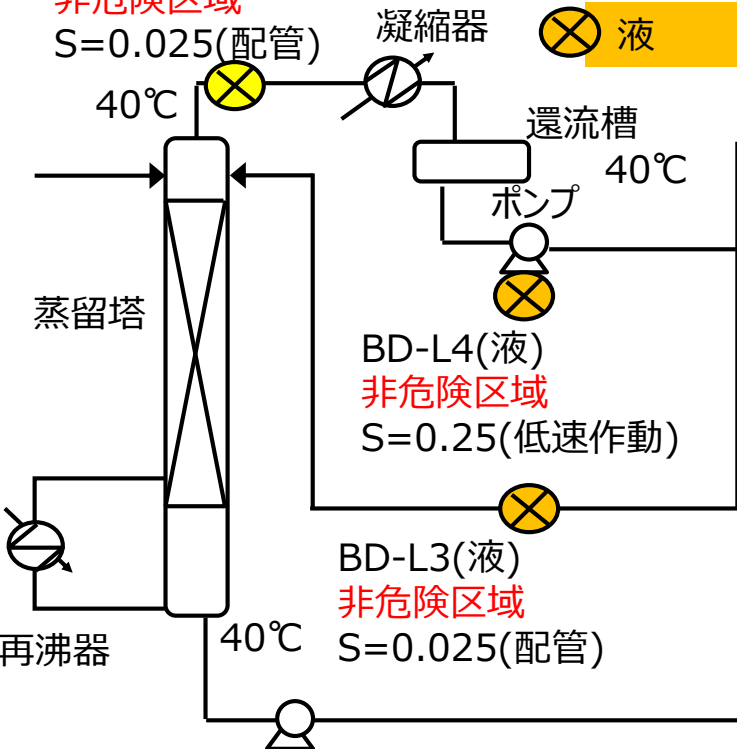 非危険区域
S=0.025(配管)
凝縮器
液
40℃
還流槽
40℃
ポンプ
蒸留塔
BD-L4(液)
非危険区域
S=0.25(低速作動)
BD-L3(液)
非危険区域
S=0.025(配管)
40℃
再沸器